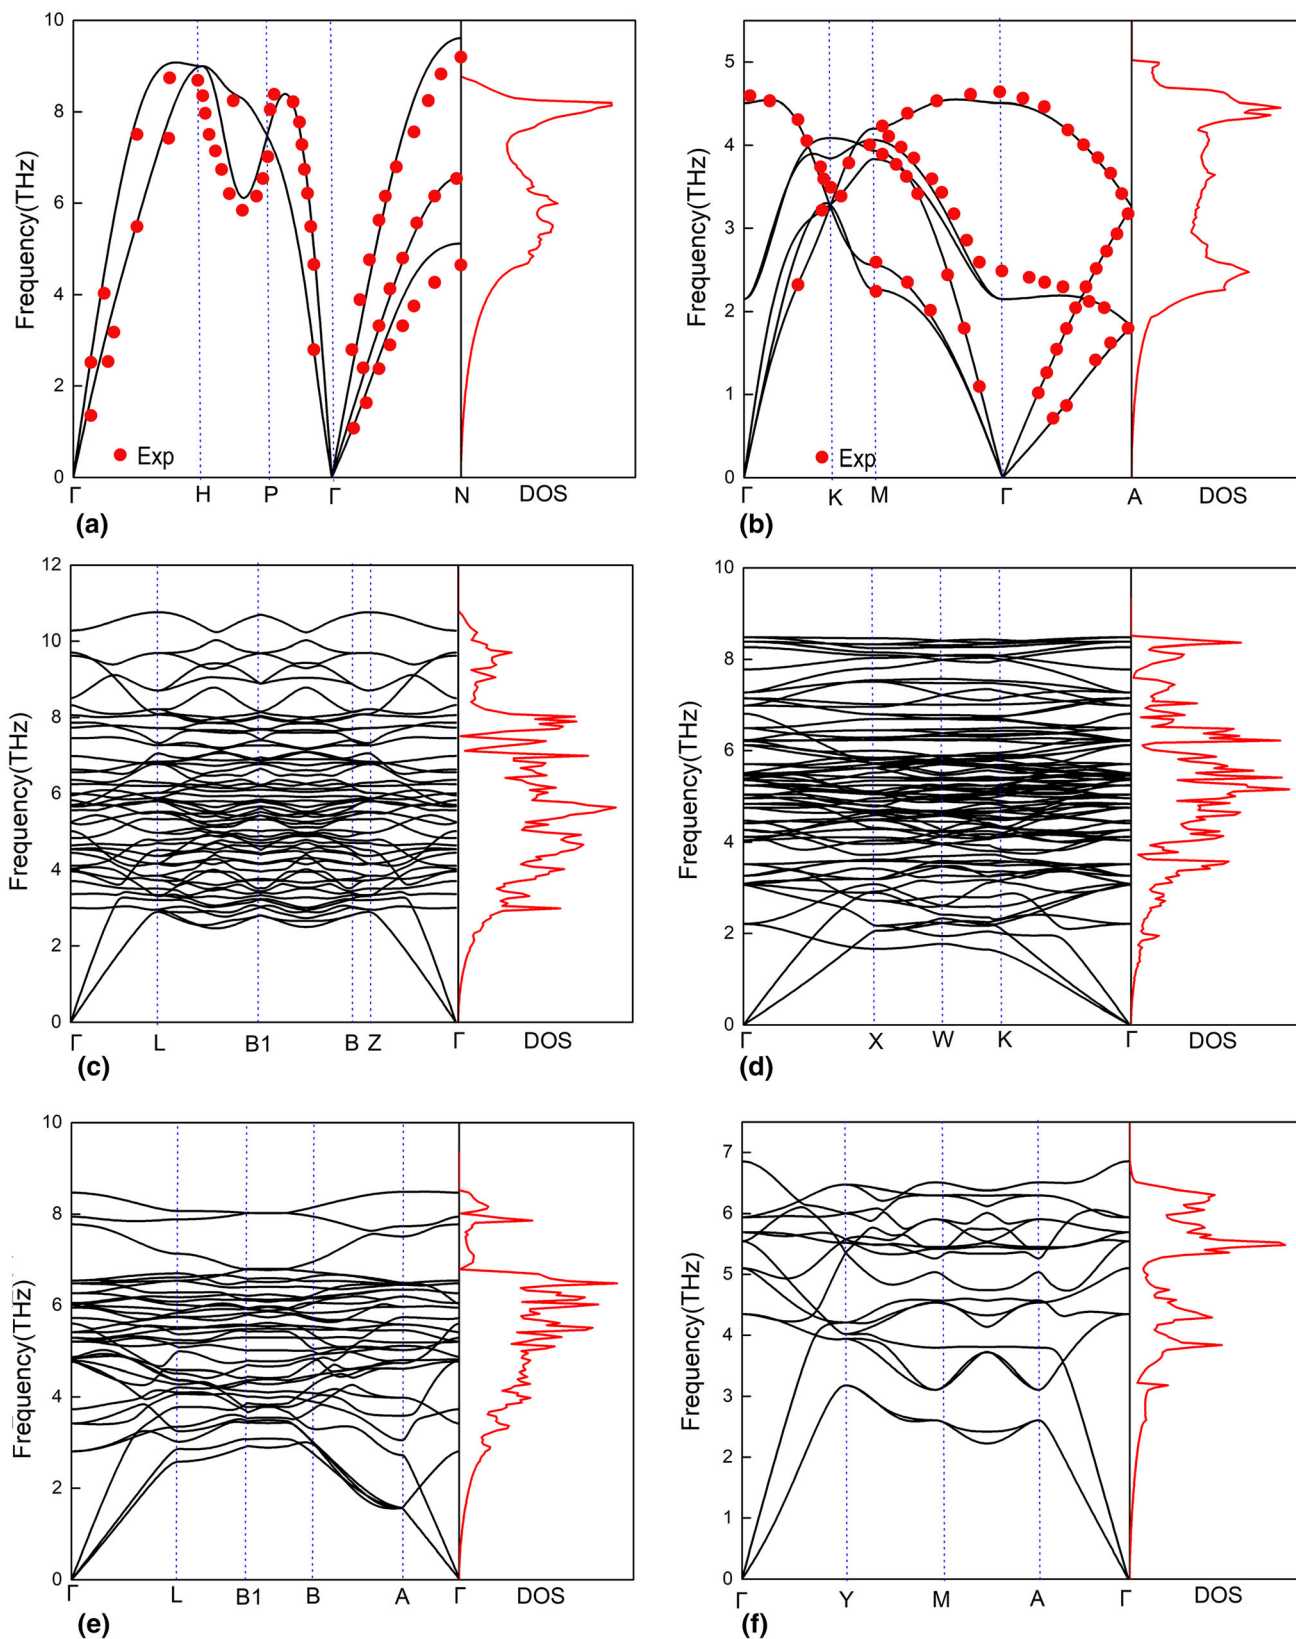 10
8
6
4
2
0
Frequency(THz)
Exp
Γ H P Γ N DOS
(a)
5
4
3
2
1
0
Frequency(THz)
Exp
Γ K M Γ A DOS
(b)
12
10
8
6
4
2
0
Frequency(THz)
Γ L B1 B Z Γ DOS
(c)
10
8
6
4
2
0
Frequency(THz)
Γ X W K Γ DOS
(d)
10
8
6
4
2
0
Frequency(THz)
Γ L B1 B A Γ DOS
(e)
7
6
5
4
3
2
1
0
Frequency(THz)
Γ Y M A Γ DOS
(f)